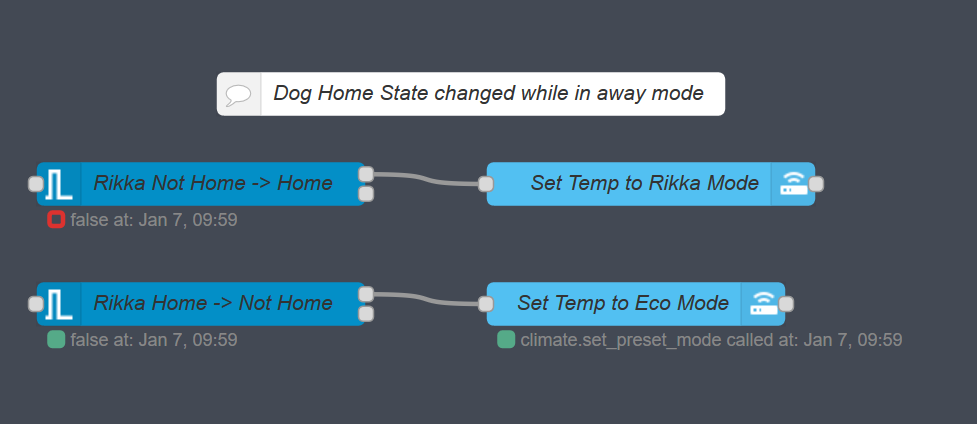 Dog Home State changed while in away mode
Rikka Not Home -> Home
Set Temp to Rikka Mode
false at: Jan 7, 09:59
Rikka Home -> Not Home
Set Temp to Eco Mode
false at: Jan 7, 09:59
climate.set_preset_mode called at: Jan 7, 09:59